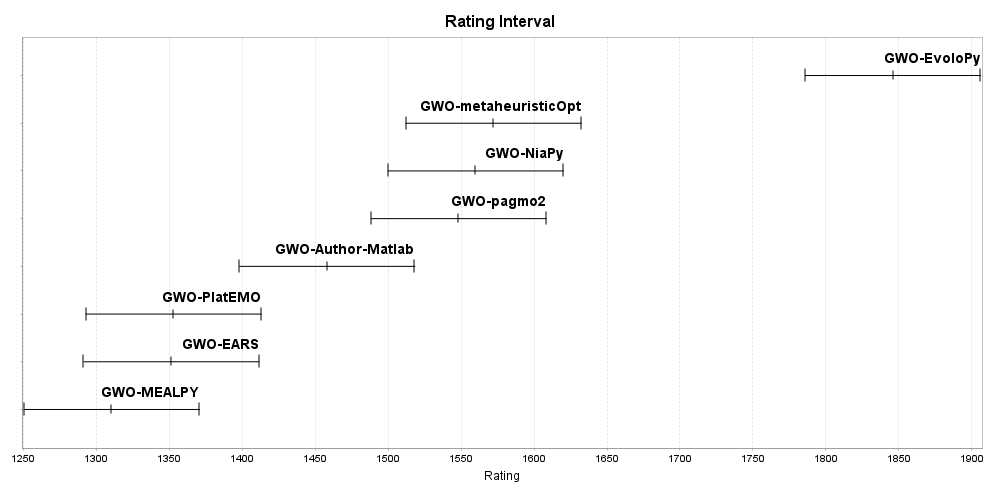 Rating Interval
GWO-EvoloPy
GWO-metaheuristicOpt
GWO-NiaPy
GWO-pagmo2
GWO-Author-Matlab
GWO-PlatEMO
GWO-EARS
GWO-MEALPY
1250 1300 1350 1400 1450 1500 1550 1600 1650 1700 1750 1800 1850 1900
Rating